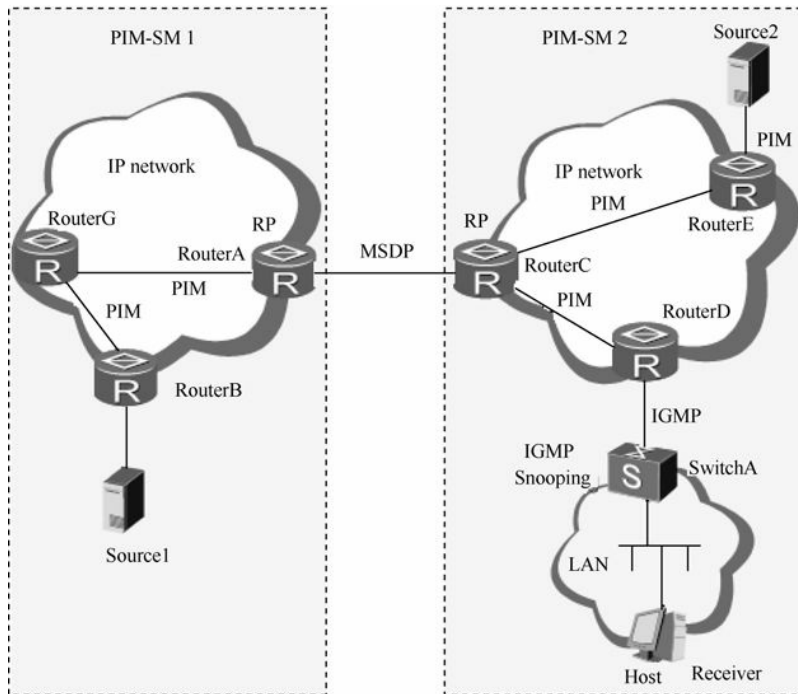 PIM-SM 1
IP network
RouterG
R
PIM
RP
RouterA
R
PIM
R
RouterB
Source1
MSDP
PIM-SM 2
Source2
PIM
IP network
PIM
R
RouterE
RP
R
RouterC
PIM
RouterD
R
IGMP
IGMP
Snooping
S
SwitchA
LAN
Host
Receiver